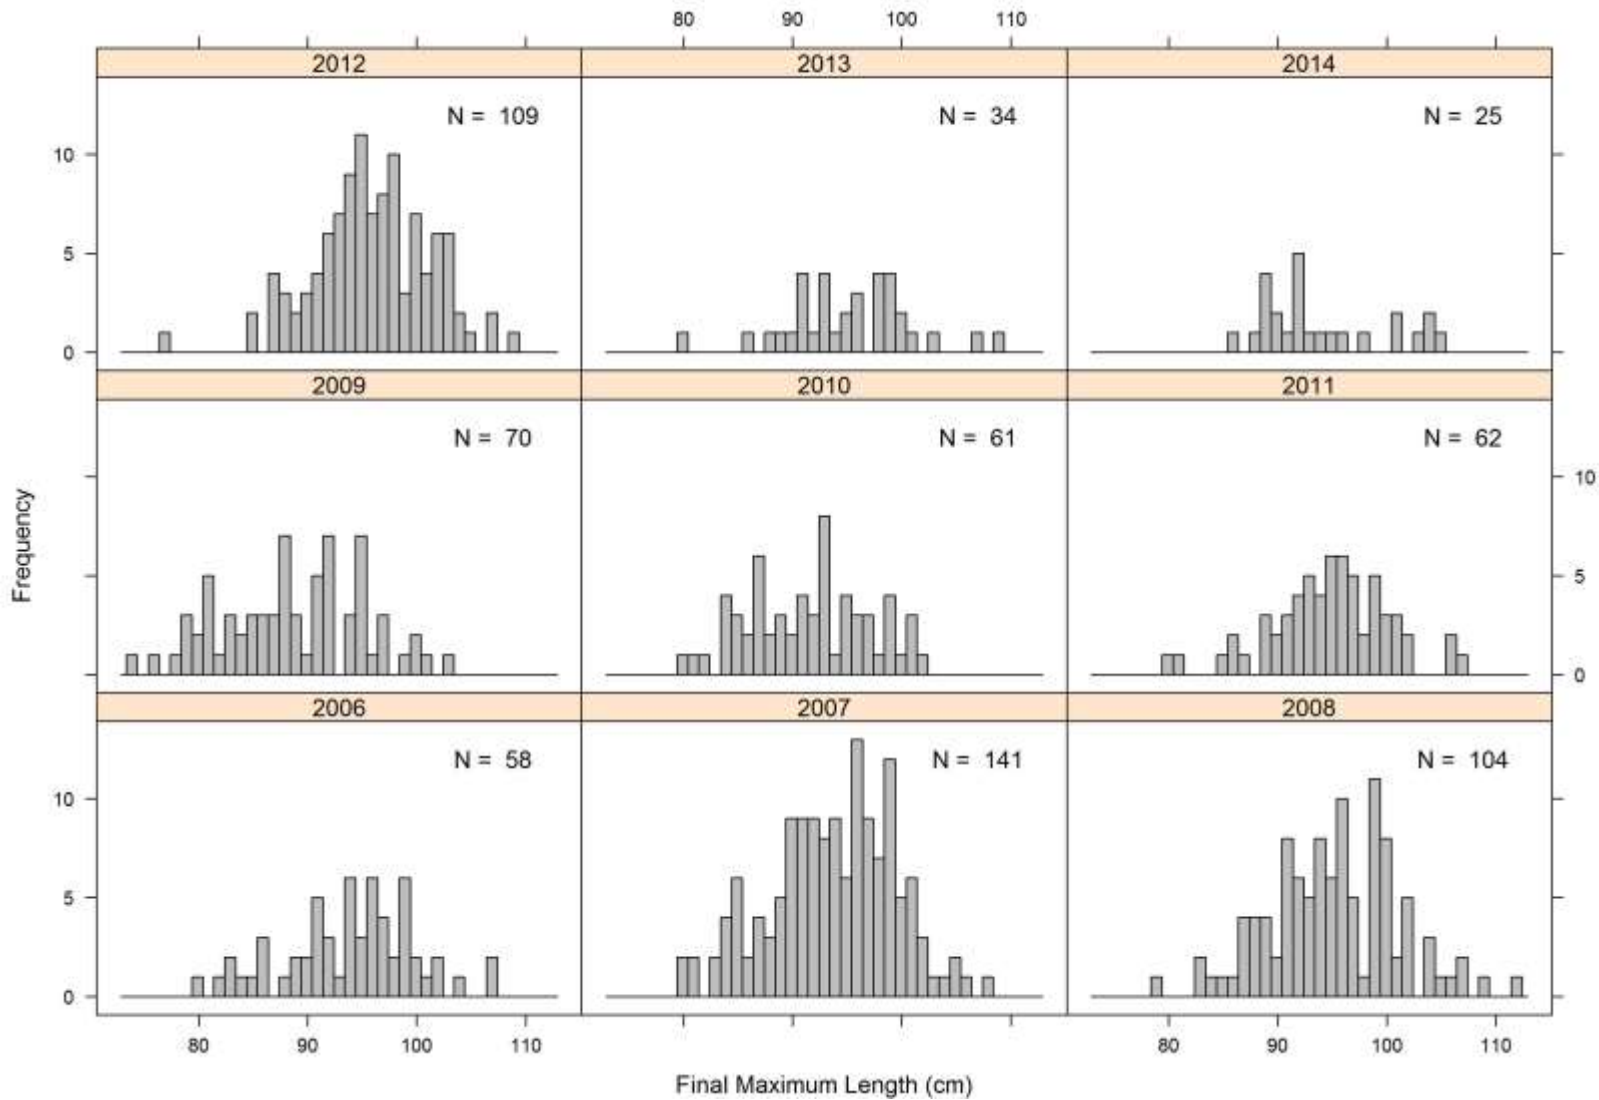 80 90 100 110
2012 2013 2014
N = 109 N = 34 N = 25
10
5
0
2009 2010 2011
N = 70 N = 61 N = 62
10
5
0
Frequency
2006 2007 2008
N = 58 N = 141 N = 104
10
5
0
80 90 100 110 80 90 100 110
Final Maximum Length (cm)